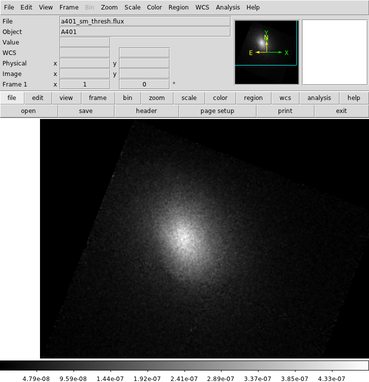 File Edit View Frame Bin Zoom Scale Color Region WCS Analysis Help
File a401_sm_thresh.flux
Object A401
Value
WCS
Physical x y
Image x y
Frame 1 x 1 0 °
N
E X
file edit view frame bin zoom scale color region wcs analysis help
open save header page setup print exit
4.79e-08 9.59e-08 1.44e-07 1.92e-07 2.41e-07 2.89e-07 3.37e-07 3.85e-07 4.33e-07